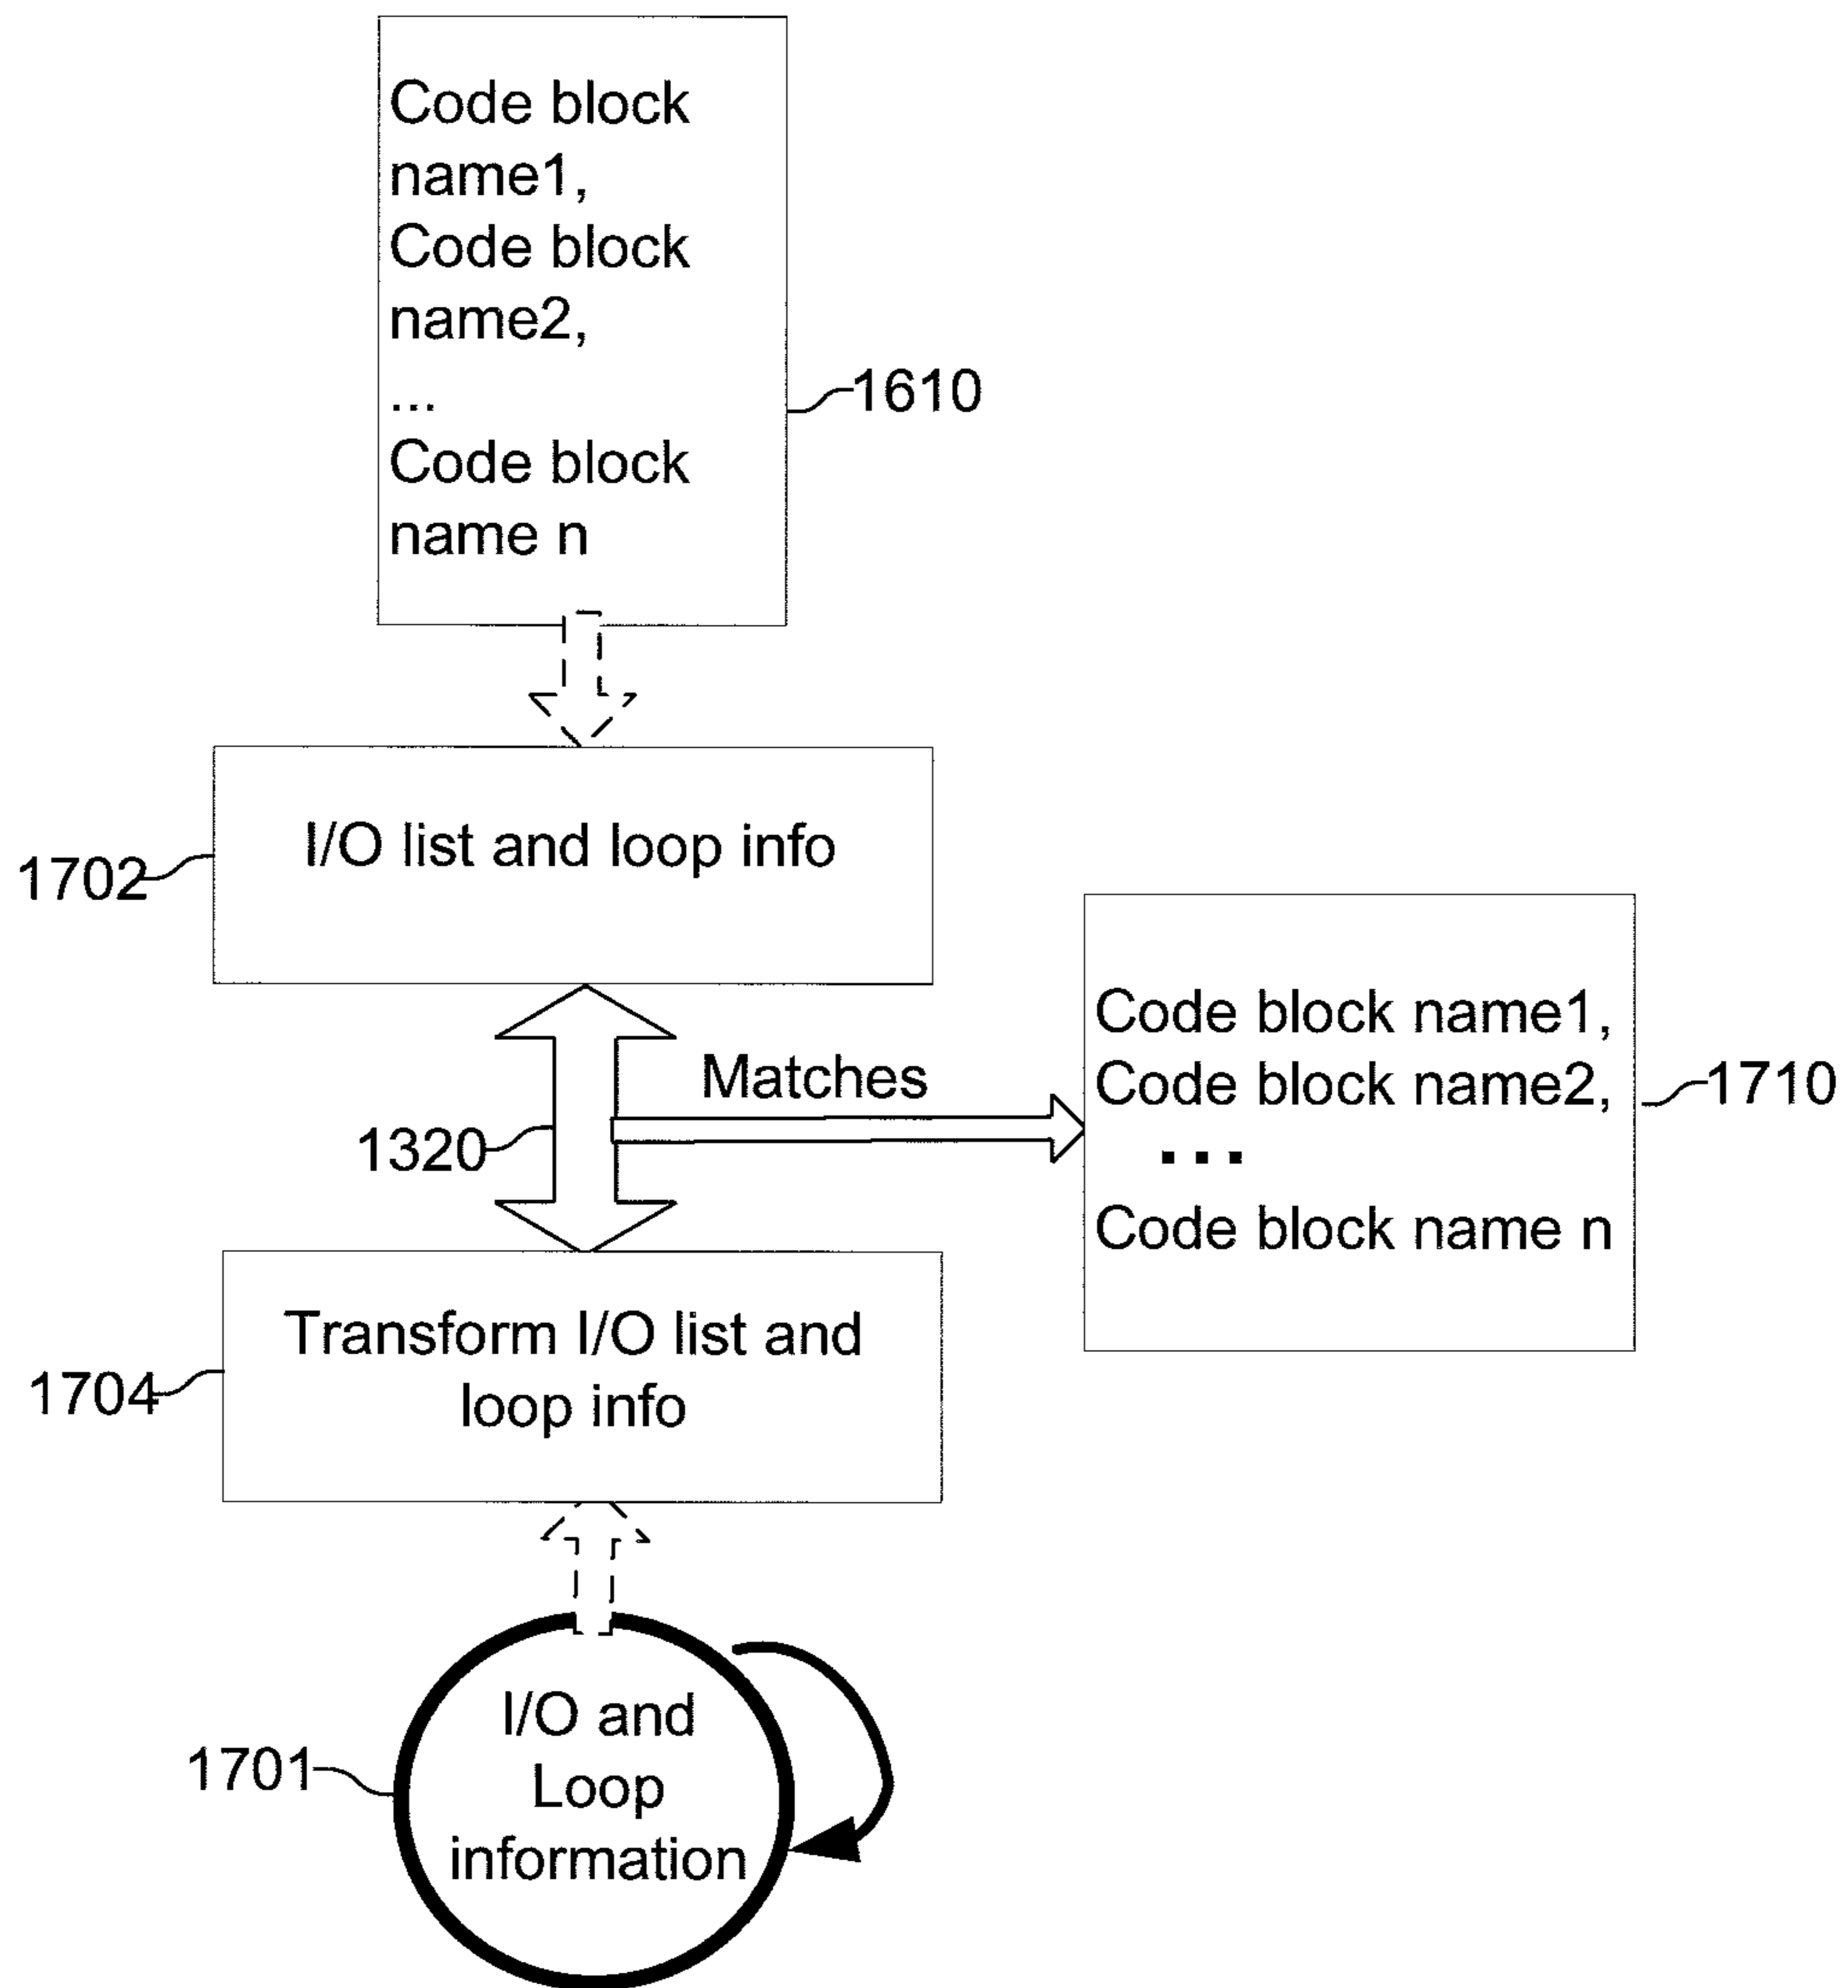 Code block
name1,
Code block
name2,
...
Code block
name n
1610
I/O list and loop info
1702
Code block name1,
Code block name2,
...
Code block name n
1710
Matches
1320
Transform I/O list and
loop info
1704
I/O and
Loop
information
1701